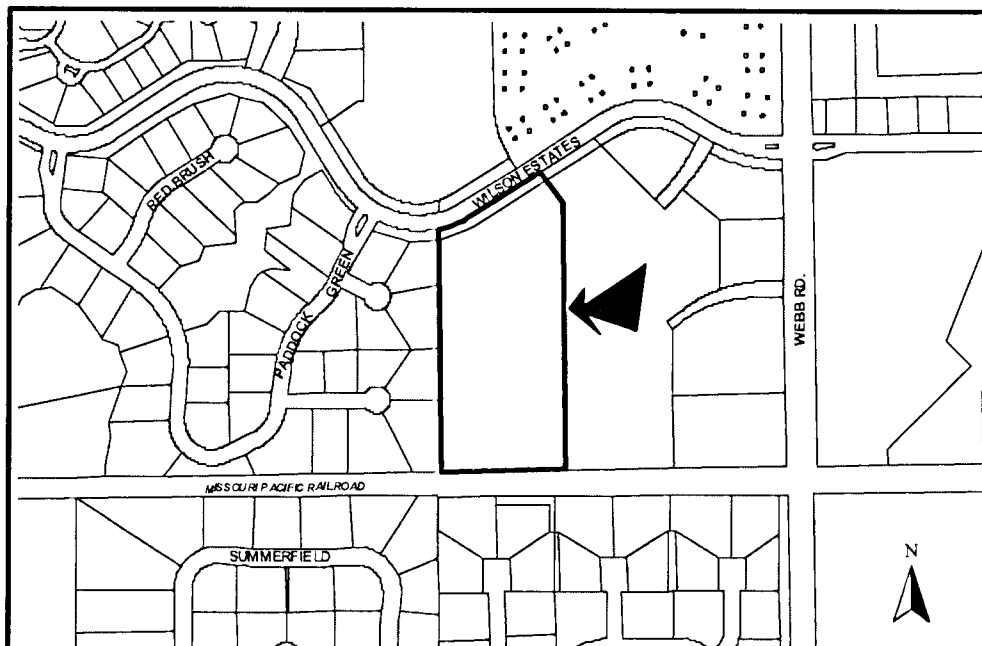 WILSON ESTATES
RED BRUSH
PADDOCK GREEN
WEBB RD.
MISSOURI PACIFIC RAILROAD
SUMMERFIELD
N